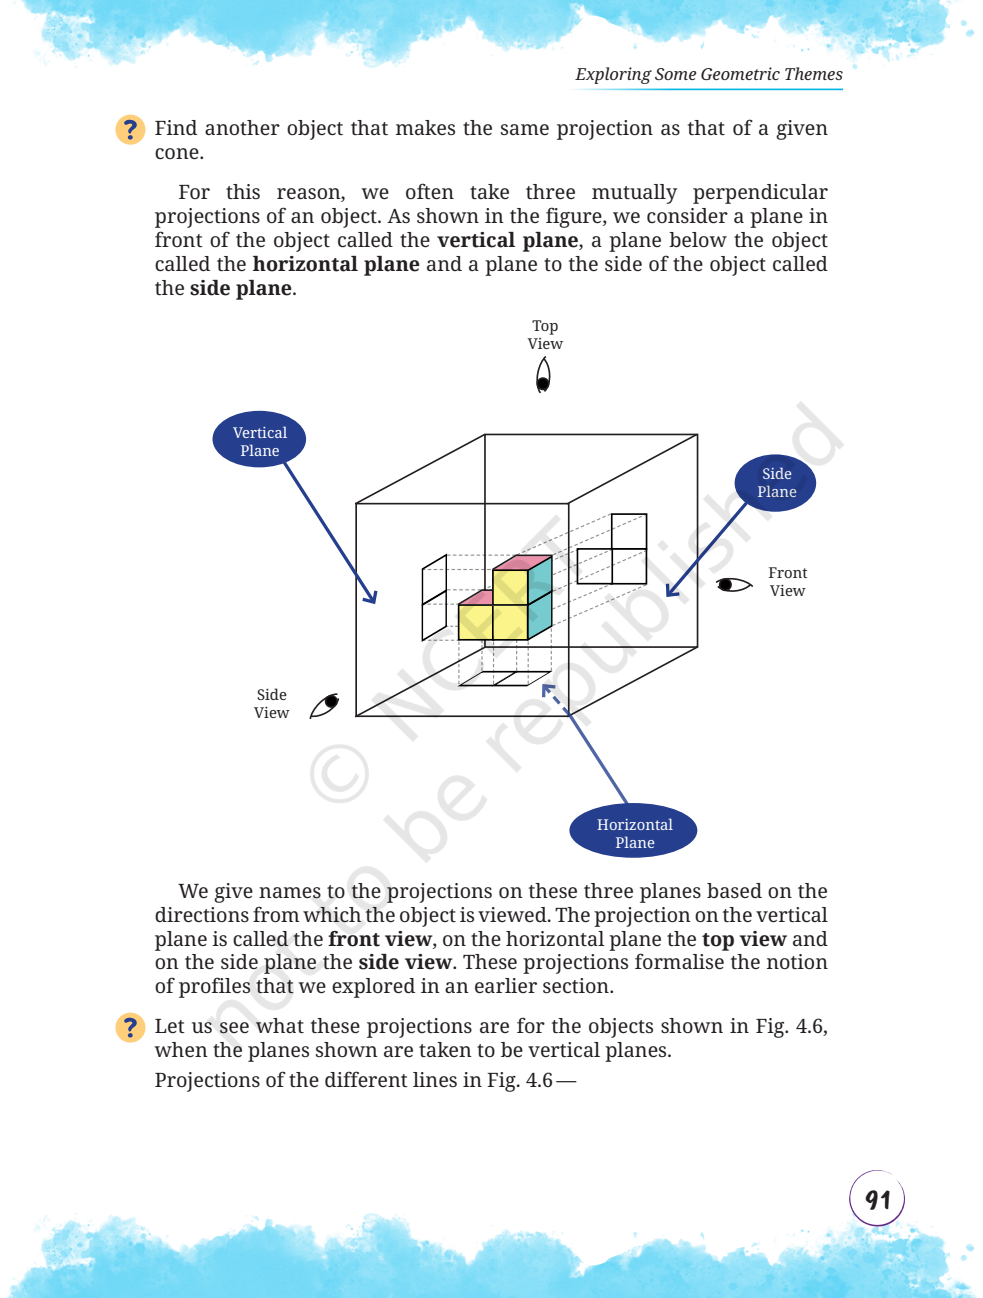 Exploring Some Geometric Themes
? Find another object that makes the same projection as that of a given
cone.
For this reason, we often take three mutually perpendicular
projections of an object. As shown in the figure, we consider a plane in
front of the object called the vertical plane, a plane below the object
called the horizontal plane and a plane to the side of the object called
the side plane.
Top
View
Vertical
Plane
Side
Plane
Front
View
Side
View
Horizontal
Plane
© NCERT
not to be republished
We give names to the projections on these three planes based on the
directions from which the object is viewed. The projection on the vertical
plane is called the front view, on the horizontal plane the top view and
on the side plane the side view. These projections formalise the notion
of profiles that we explored in an earlier section.
? Let us see what these projections are for the objects shown in Fig. 4.6,
when the planes shown are taken to be vertical planes.
Projections of the different lines in Fig. 4.6—
91